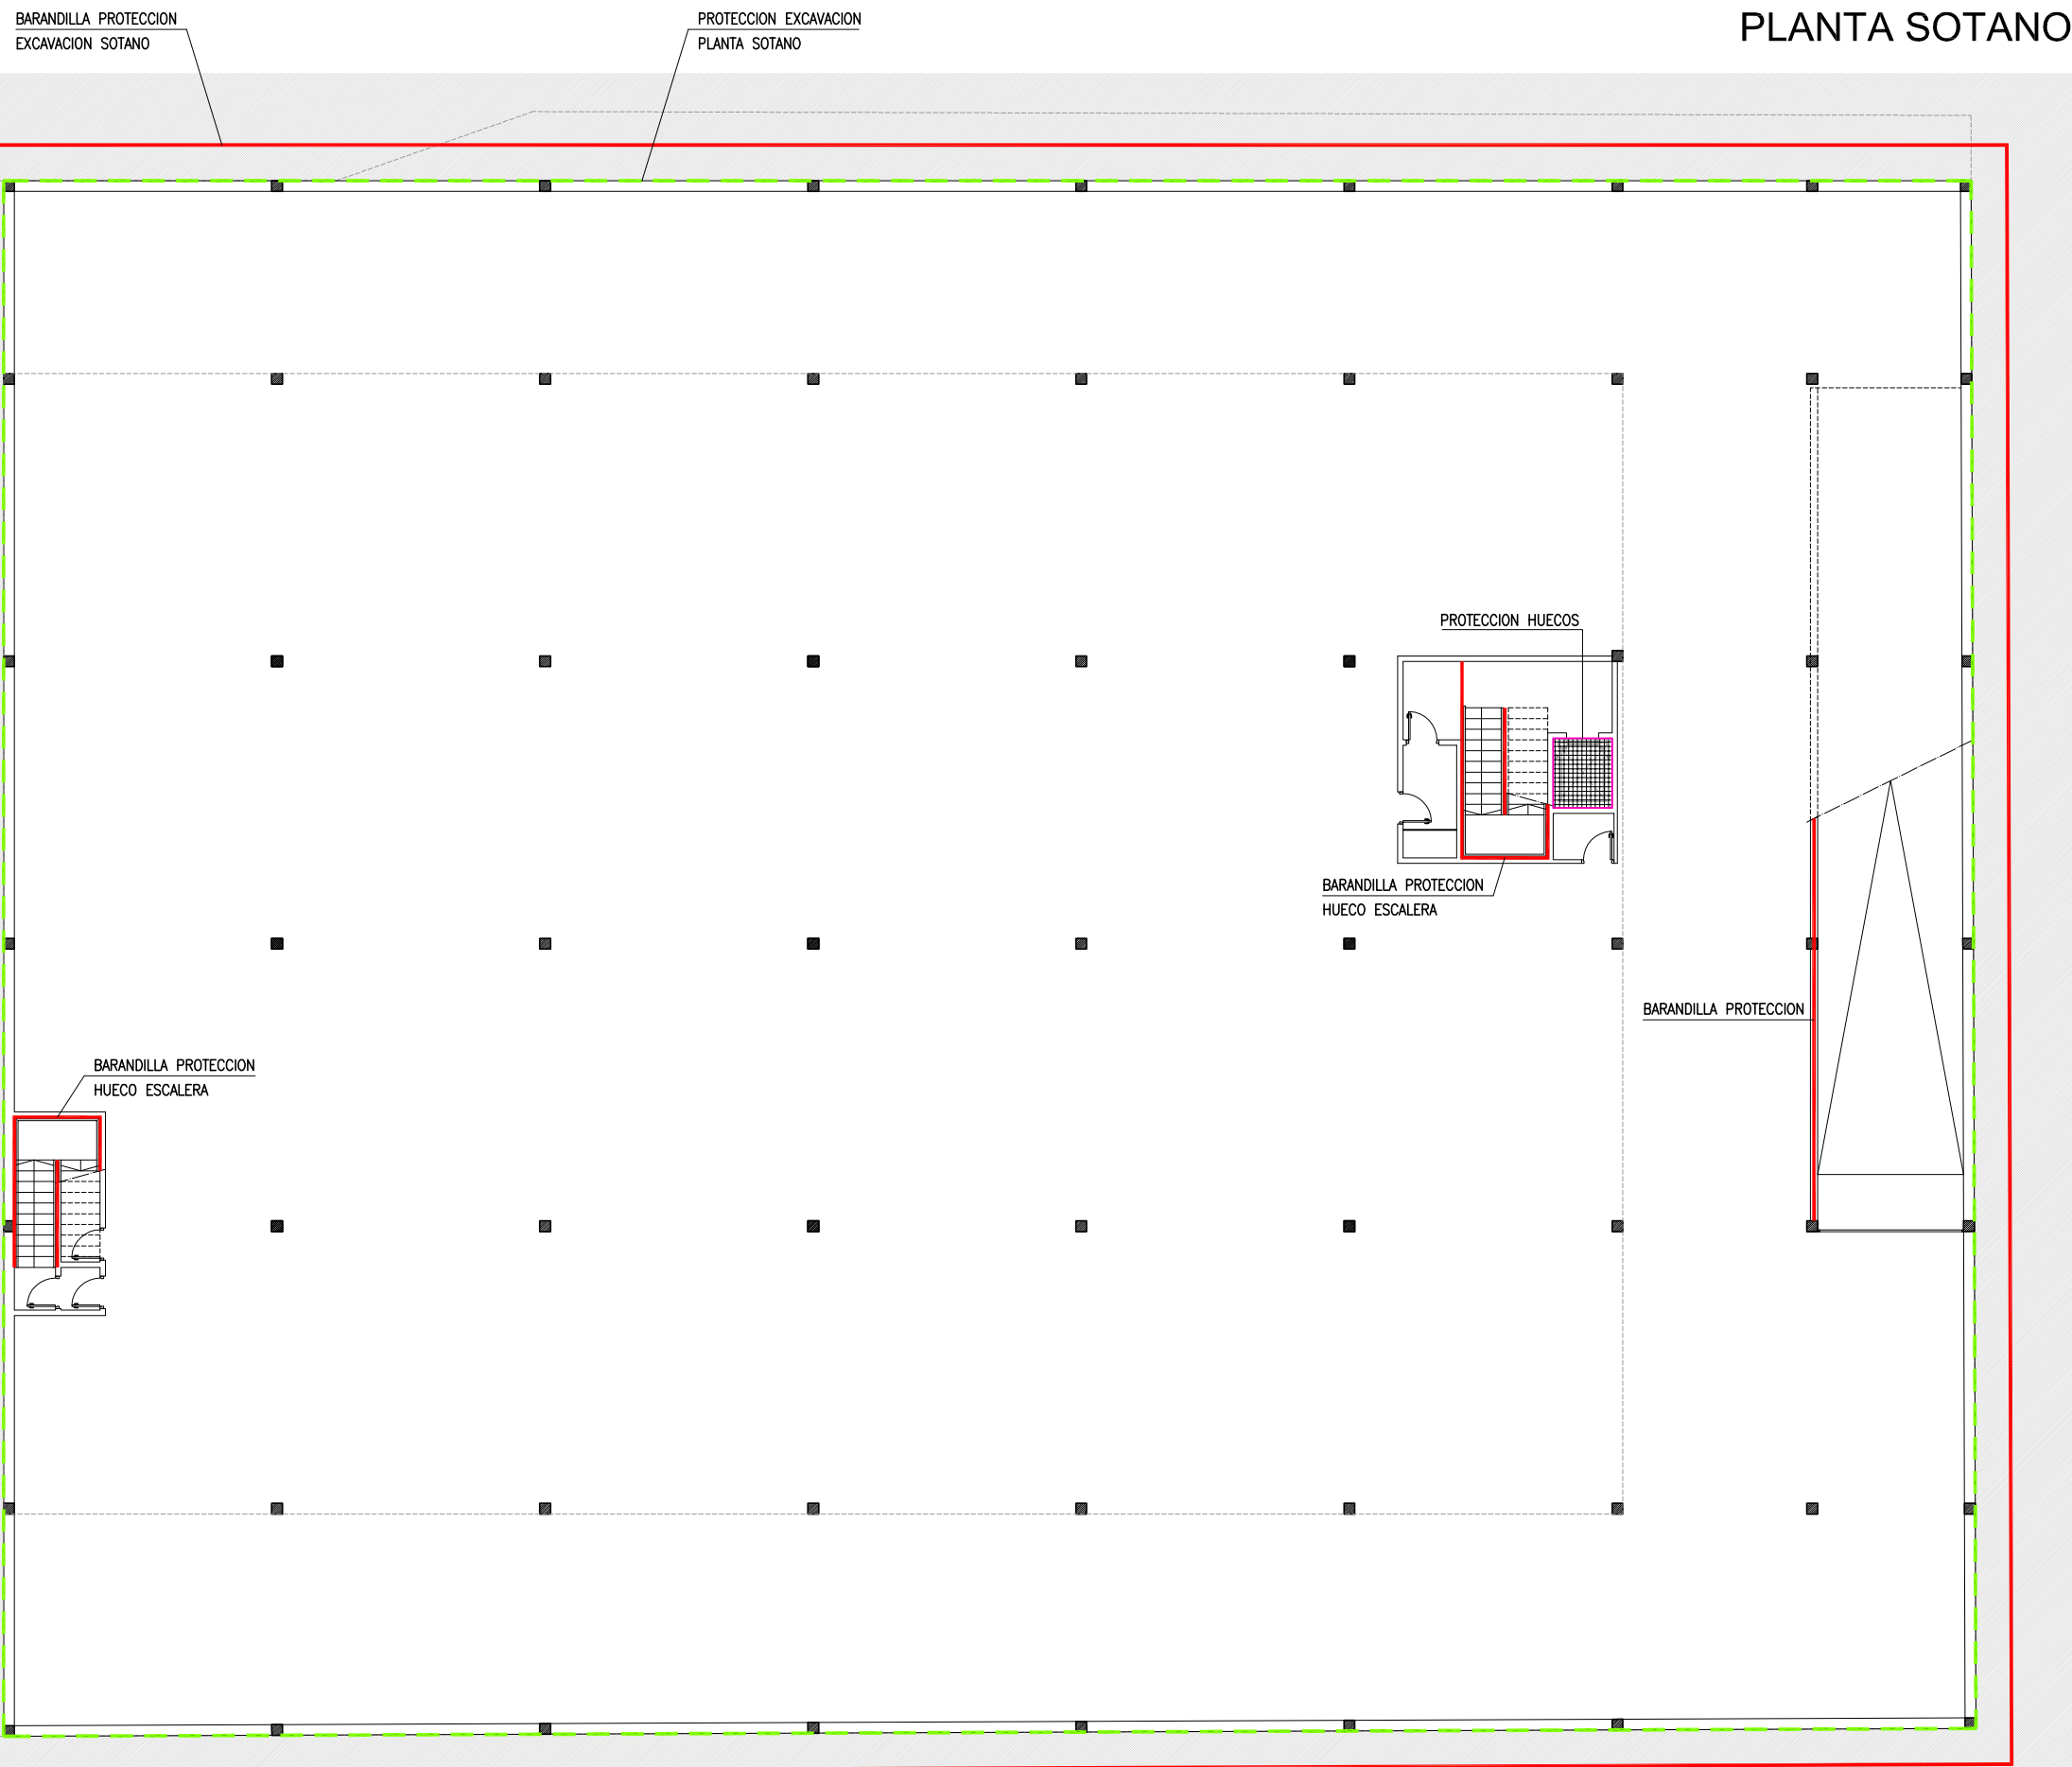 BARANDILLA PROTECCION
EXCAVACION SOTANO
PROTECCION EXCAVACION
PLANTA SOTANO
PLANTA SOTANO
PROTECCION HUECOS
BARANDILLA PROTECCION
HUECO ESCALERA
BARANDILLA PROTECCION
BARANDILLA PROTECCION
HUECO ESCALERA